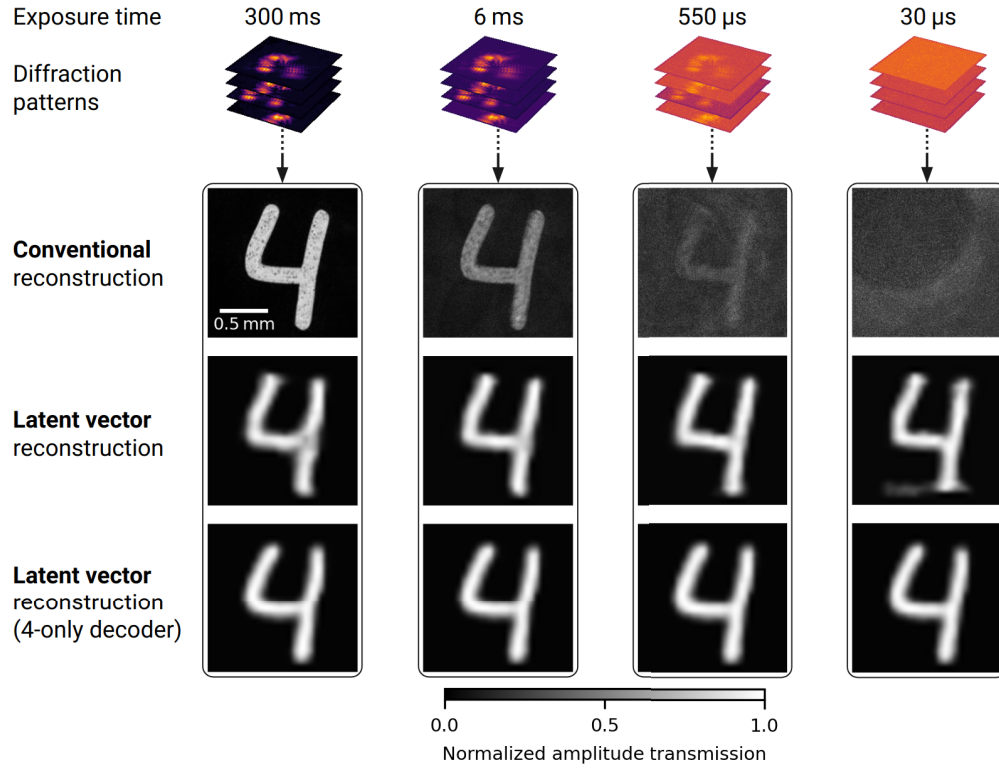 Exposure time 300 ms 6 ms 550 µs 30 µs
Diffraction
patterns
Conventional
reconstruction
0.5 mm
Latent vector
reconstruction
Latent vector
reconstruction
(4-only decoder)
0.0 0.5 1.0
Normalized amplitude transmission